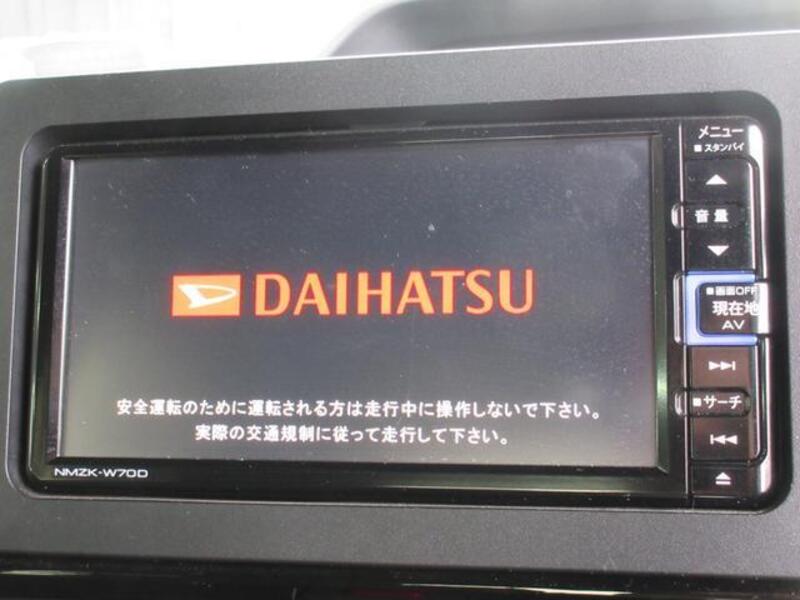 DAIHATSU
安全運転のために運転される方は走行中に操作しないで下さい。
実際の交通規制に従って走行して下さい。
NMZK-W70D
メニュー
スタンバイ
音量
画面OFF
現在地
AV
サーチ